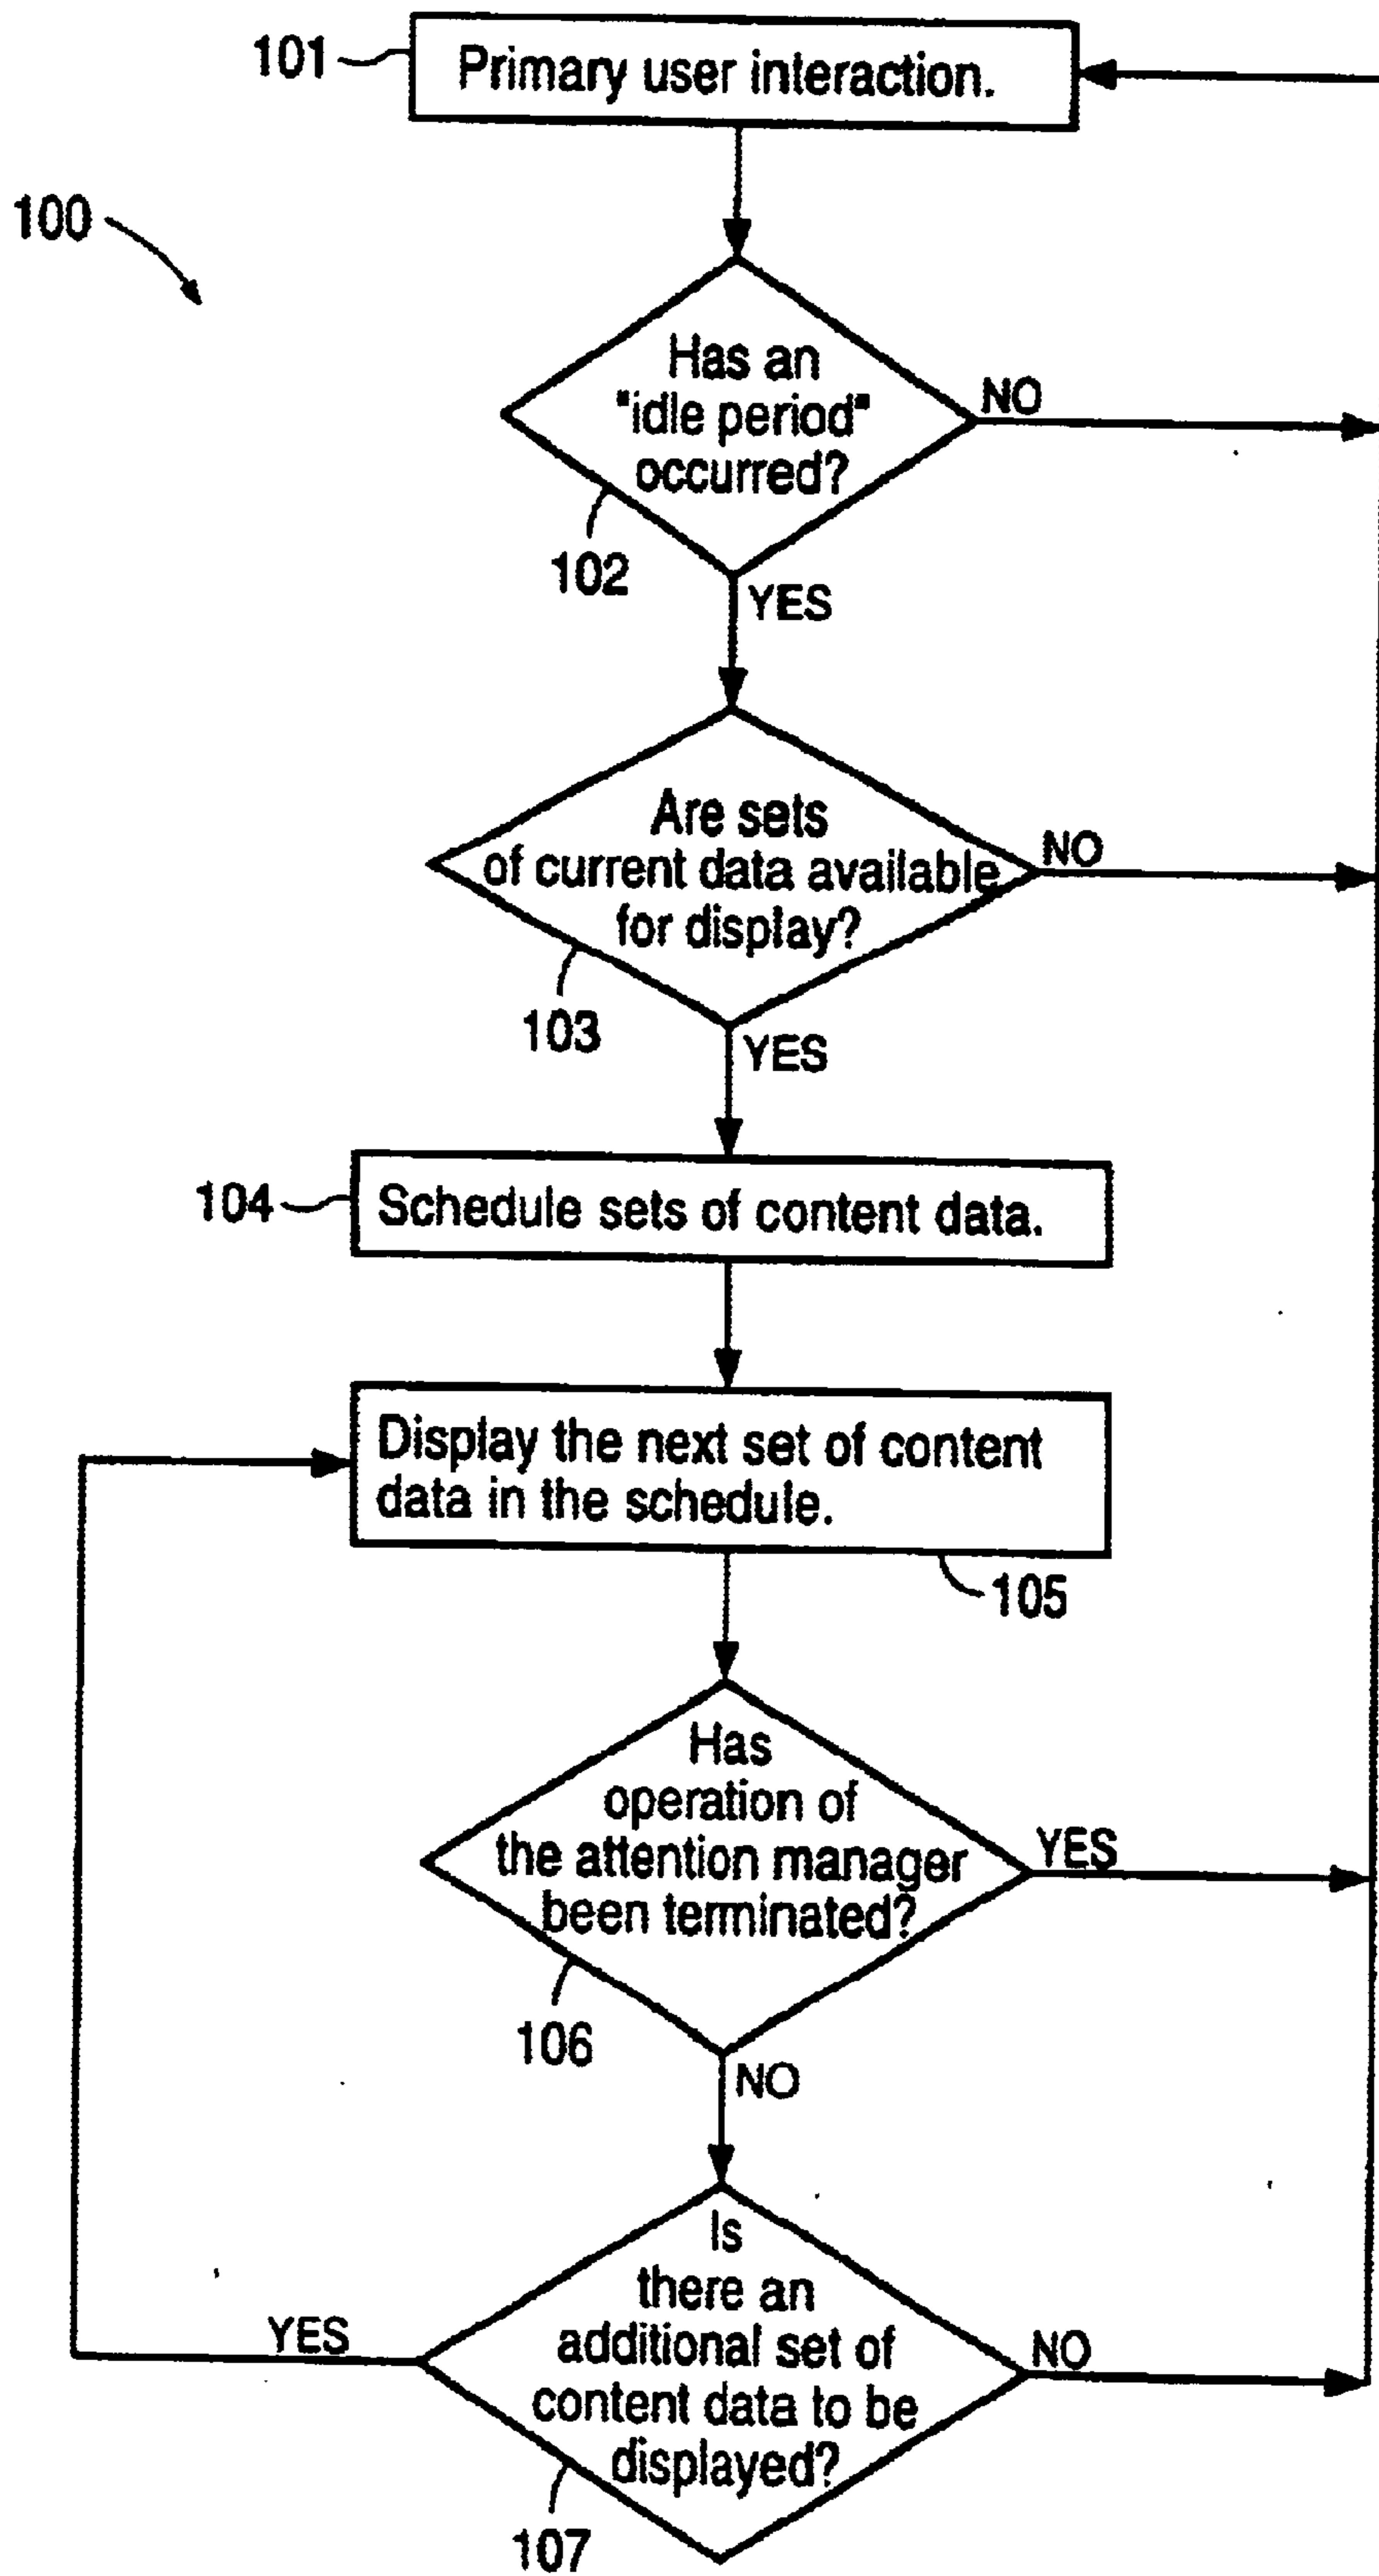 101
Primary user interaction.
100
Has an
"idle period"
occurred?
NO
102
YES
Are sets
of current data available
for display?
NO
103
YES
104
Schedule sets of content data.
Display the next set of content
data in the schedule.
105
Has
operation of
the attention manager
been terminated?
YES
106
NO
Is
there an
additional set of
content data to be
displayed?
YES
NO
107